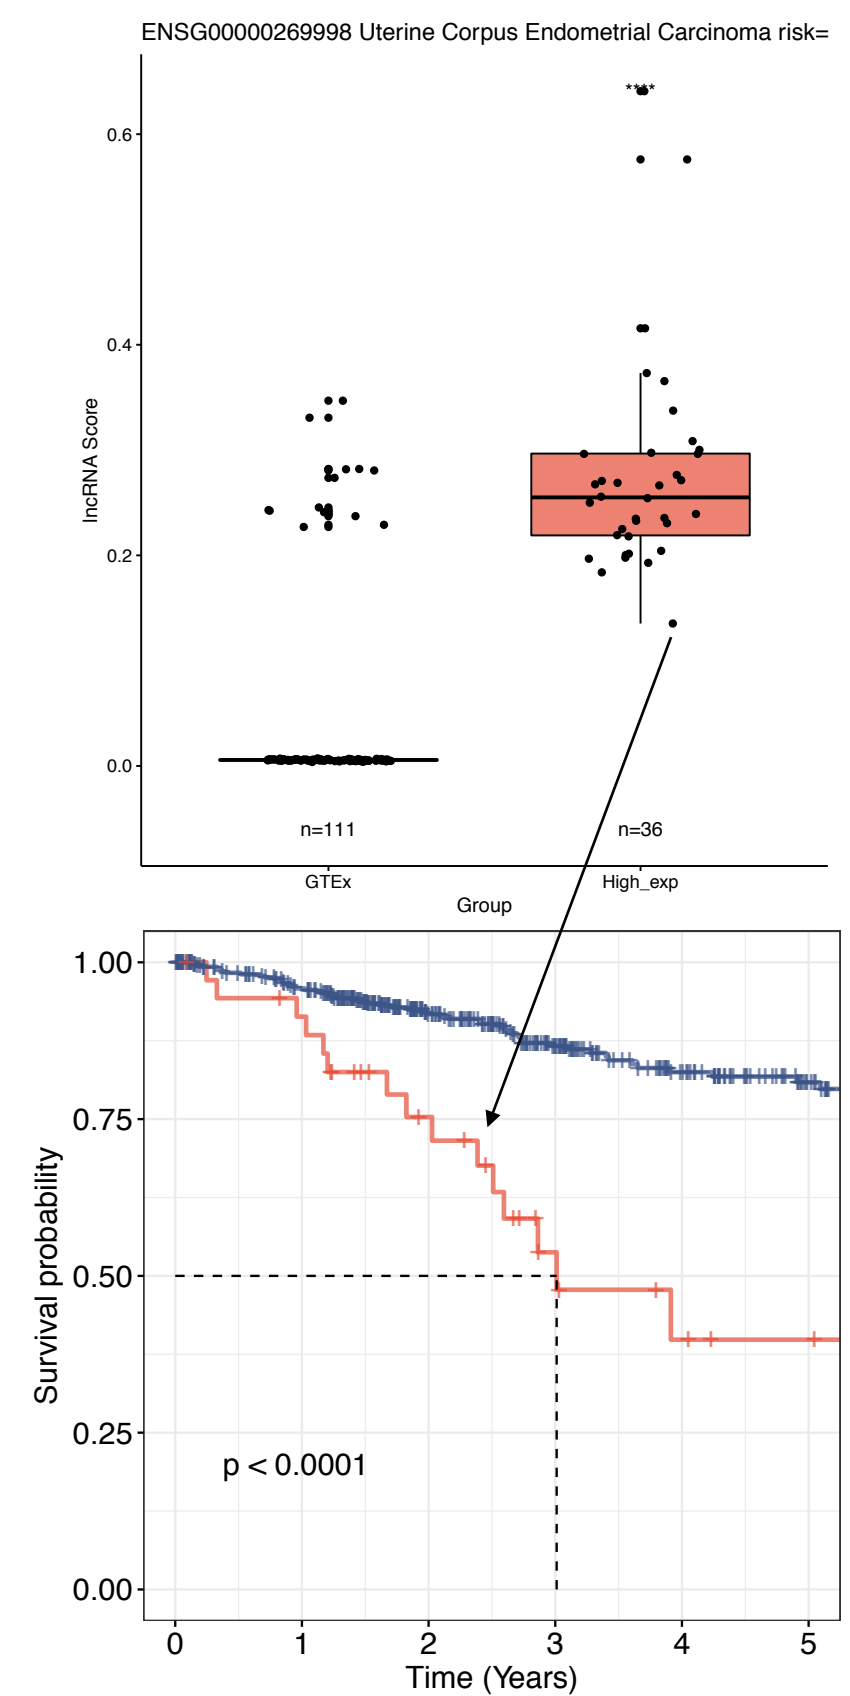 ENSG00000269998 Uterine Corpus Endometrial Carcinoma risk=
****
0.6
0.4
0.2
0.0
lncRNA Score
n=111
n=36
GTEx
High_exp
Group
1.00
0.75
0.50
0.25
0.00
Survival probability
p < 0.0001
0 1 2 3 4 5
Time (Years)